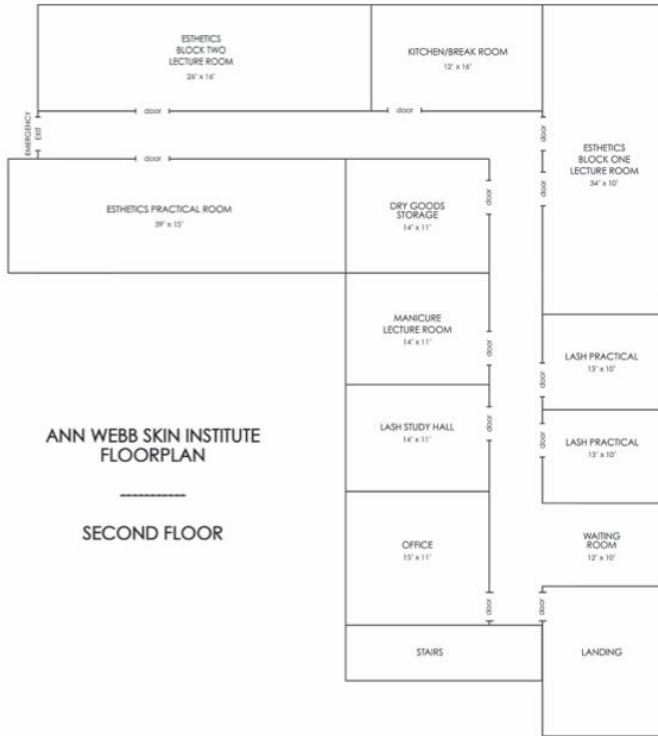 ESTHETICS
BLOCK TWO
LECTURE ROOM
26' x 16'
KITCHEN/BREAK ROOM
12' x 16'
door
door
EMERGENCY
EXIT
door
door
door
ESTHETICS
BLOCK ONE
LECTURE ROOM
34' x 10'
ESTHETICS PRACTICAL ROOM
39' x 15'
DRY GOODS
STORAGE
14' x 11'
door
MANICURE
LECTURE ROOM
14' x 11'
door
door
LASH PRACTICAL
13' x 10'
LASH STUDY HALL
14' x 11'
door
door
LASH PRACTICAL
13' x 10'
ANN WEBB SKIN INSTITUTE
FLOORPLAN
-----------
SECOND FLOOR
OFFICE
15' x 11'
WAITING
ROOM
12' x 10'
door
door
STAIRS
LANDING